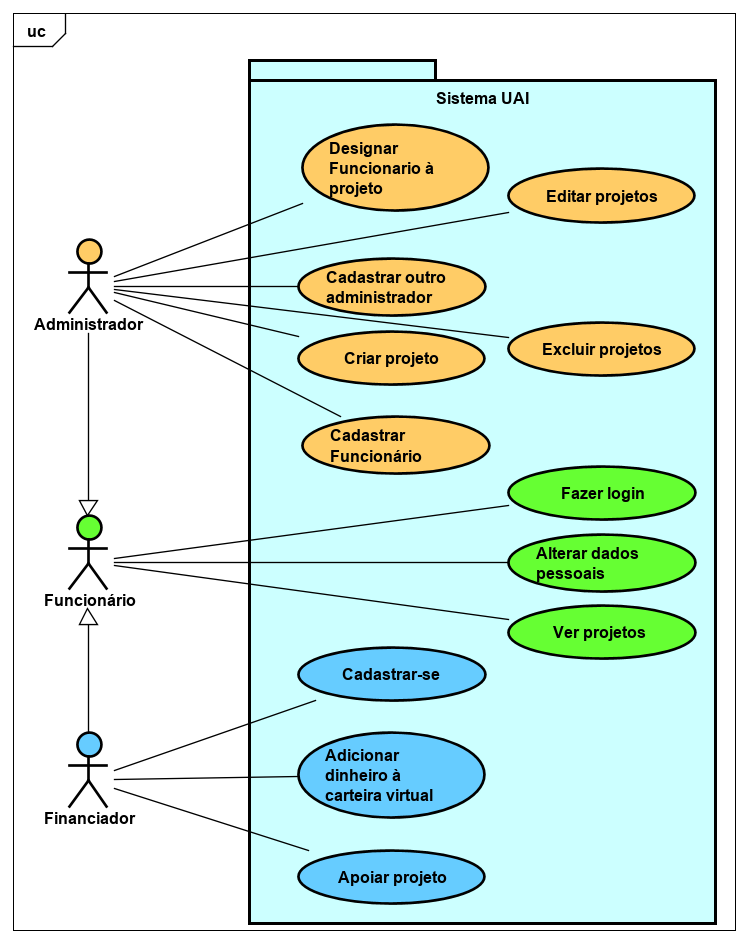 uc
Sistema UAI
Designar
Funcionario à
projeto
Editar projetos
Cadastrar outro
administrador
Administrador
Criar projeto
Excluir projetos
Cadastrar
Funcionário
Fazer login
Alterar dados
pessoais
Funcionário
Ver projetos
Cadastrar-se
Adicionar
dinheiro à
carteira virtual
Financiador
Apoiar projeto